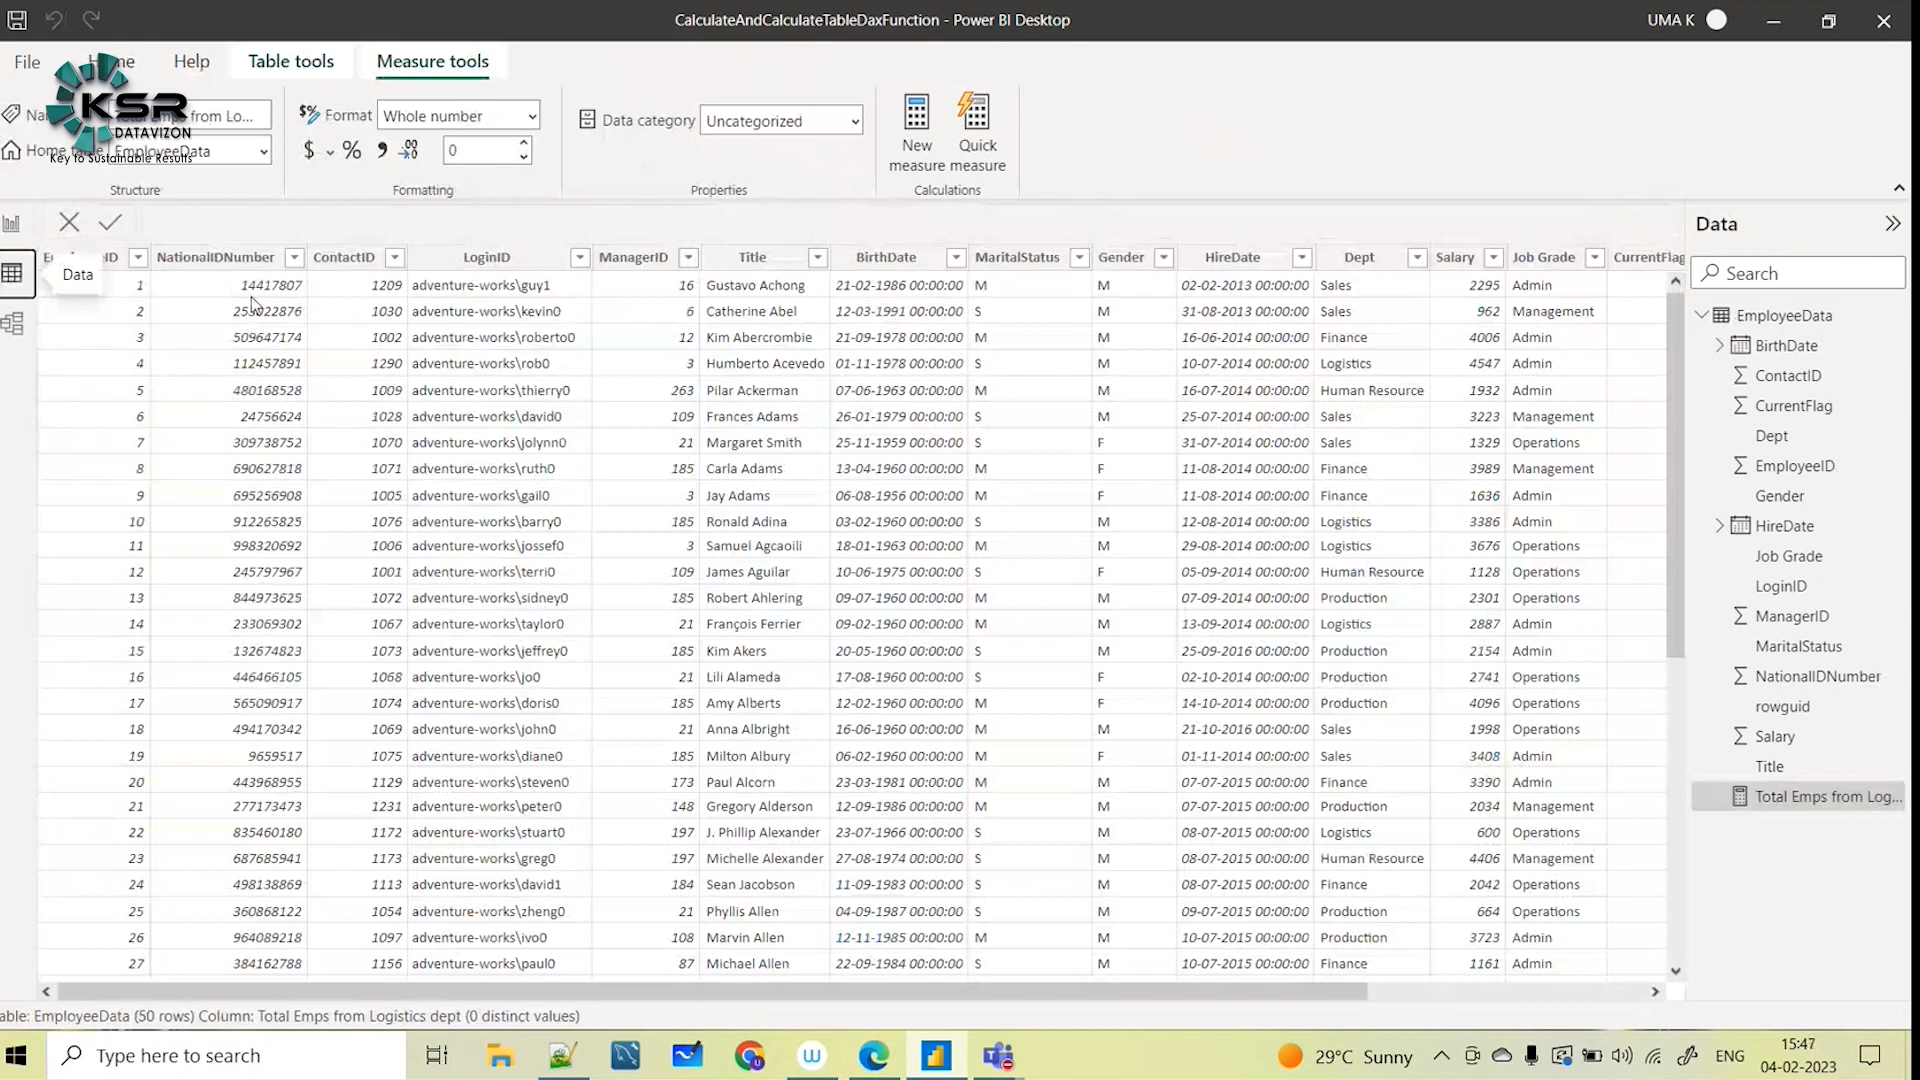 CalculateAndCalculateTableDaxFunction - Power BI Desktop
UMA K
File Home Help Table tools Measure tools
KSR
DATAVIZON
Key to Sustainable Results
from Lo...
Home EmployeeData
Structure
Format Whole number
$ % 9 .00 0
Formatting
Data category Uncategorized
Properties
New measure
Quick measure
Calculations
Data
NationalIDNumber ContactID LoginID ManagerID Title BirthDate MaritalStatus Gender HireDate Dept Salary Job Grade CurrentFlag
1 14417807 1209 adventure-works\guy1 16 Gustavo Achong 21-02-1986 00:00:00 M M 02-02-2013 00:00:00 Sales 2295 Admin
2 1030 adventure-works\kevin0 6 Catherine Abel 12-03-1991 00:00:00 S M 31-08-2013 00:00:00 Sales 962 Management
3 509647174 1002 adventure-works\roberto0 12 Kim Abercrombie 21-09-1978 00:00:00 M M 16-06-2014 00:00:00 Finance 4006 Admin
4 112457891 1290 adventure-works\rob0 3 Humberto Acevedo 01-11-1978 00:00:00 S M 10-07-2014 00:00:00 Logistics 4547 Admin
5 480168528 1009 adventure-works\thierry0 263 Pilar Ackerman 07-06-1963 00:00:00 M M 16-07-2014 00:00:00 Human Resource 1932 Admin
6 24756624 1028 adventure-works\david0 109 Frances Adams 26-01-1979 00:00:00 S M 25-07-2014 00:00:00 Sales 3223 Management
7 309738752 1070 adventure-works\jolynn0 21 Margaret Smith 25-11-1959 00:00:00 S F 31-07-2014 00:00:00 Sales 1329 Operations
8 690627818 1071 adventure-works\ruth0 185 Carla Adams 13-04-1960 00:00:00 M F 11-08-2014 00:00:00 Finance 3989 Management
9 695256908 1005 adventure-works\gail0 3 Jay Adams 06-08-1956 00:00:00 M F 11-08-2014 00:00:00 Finance 1636 Admin
10 912265825 1076 adventure-works\barry0 185 Ronald Adina 03-02-1960 00:00:00 S M 12-08-2014 00:00:00 Logistics 3386 Admin
11 998320692 1006 adventure-works\jossef0 3 Samuel Agcaoili 18-01-1963 00:00:00 M M 29-08-2014 00:00:00 Logistics 3676 Operations
12 245797967 1001 adventure-works\terri0 109 James Aguilar 10-06-1975 00:00:00 S F 05-09-2014 00:00:00 Human Resource 1128 Operations
13 844973625 1072 adventure-works\sidney0 185 Robert Ahlering 09-07-1960 00:00:00 M M 07-09-2014 00:00:00 Production 2301 Operations
14 233069302 1067 adventure-works\taylor0 21 François Ferrier 09-02-1960 00:00:00 M M 13-09-2014 00:00:00 Logistics 2887 Admin
15 132674823 1073 adventure-works\jeffrey0 185 Kim Akers 20-05-1960 00:00:00 S M 25-09-2016 00:00:00 Production 2154 Admin
16 446466105 1068 adventure-works\jo0 21 Lili Alameda 17-08-1960 00:00:00 S F 02-10-2014 00:00:00 Production 2741 Operations
17 565090917 1074 adventure-works\doris0 185 Amy Alberts 12-02-1960 00:00:00 M F 14-10-2014 00:00:00 Production 4096 Operations
18 494170342 1069 adventure-works\john0 21 Anna Albright 16-06-1960 00:00:00 M M 21-10-2016 00:00:00 Sales 1998 Operations
19 9659517 1075 adventure-works\diane0 185 Milton Albury 06-02-1960 00:00:00 M F 01-11-2014 00:00:00 Sales 3408 Admin
20 443968955 1129 adventure-works\steven0 173 Paul Alcorn 23-03-1981 00:00:00 M M 07-07-2015 00:00:00 Finance 3390 Admin
21 277173473 1231 adventure-works\peter0 148 Gregory Alderson 12-09-1986 00:00:00 M M 07-07-2015 00:00:00 Production 2034 Management
22 835460180 1172 adventure-works\stuart0 197 J. Phillip Alexander 23-07-1966 00:00:00 S M 08-07-2015 00:00:00 Logistics 600 Operations
23 687685941 1173 adventure-works\greg0 197 Michelle Alexander 27-08-1974 00:00:00 S M 08-07-2015 00:00:00 Human Resource 4406 Management
24 498138869 1113 adventure-works\david1 184 Sean Jacobson 11-09-1983 00:00:00 S M 08-07-2015 00:00:00 Finance 2042 Operations
25 360868122 1054 adventure-works\zheng0 21 Phyllis Allen 04-09-1987 00:00:00 S M 09-07-2015 00:00:00 Production 664 Operations
26 964089218 1097 adventure-works\ivo0 108 Marvin Allen 12-11-1985 00:00:00 M M 10-07-2015 00:00:00 Production 3723 Admin
27 384162788 1156 adventure-works\paul0 87 Michael Allen 22-09-1984 00:00:00 S M 10-07-2015 00:00:00 Finance 1161 Admin
Data
Search
EmployeeData
BirthDate
ContactID
CurrentFlag
Dept
EmployeeID
Gender
HireDate
Job Grade
LoginID
ManagerID
MaritalStatus
NationalIDNumber
rowguid
Salary
Title
Total Emps from Log...
able: EmployeeData (50 rows) Column: Total Emps from Logistics dept (0 distinct values)
Type here to search
29°C Sunny
ENG
15:47
04-02-2023